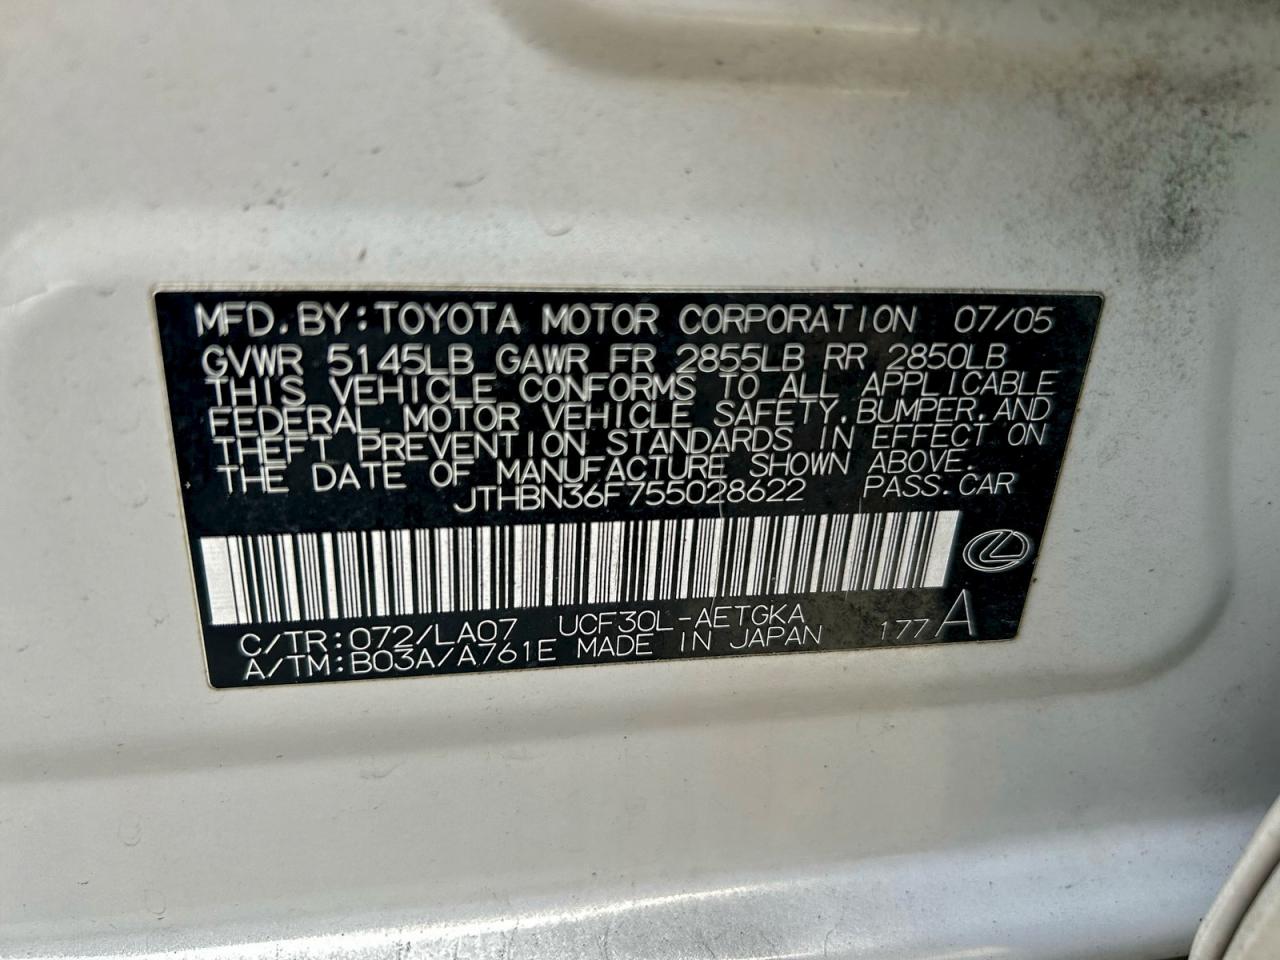 MFD.BY:TOYOTA MOTOR CORPORATION 07/05
GVWR 5145LB GAWR FR 2855LB RR 2850LB
THIS VEHICLE CONFORMS TO ALL APPLICABLE
FEDERAL MOTOR VEHICLE SAFETY,BUMPER,AND
THEFT PREVENTION STANDARDS IN EFFECT ON
THE DATE OF MANUFACTURE SHOWN ABOVE.
JTHBN36F755028622 PASS.CAR
C/TR:072/LA07 UCF30L-AETGKA 177A
A/TM:B03A/A761E MADE IN JAPAN